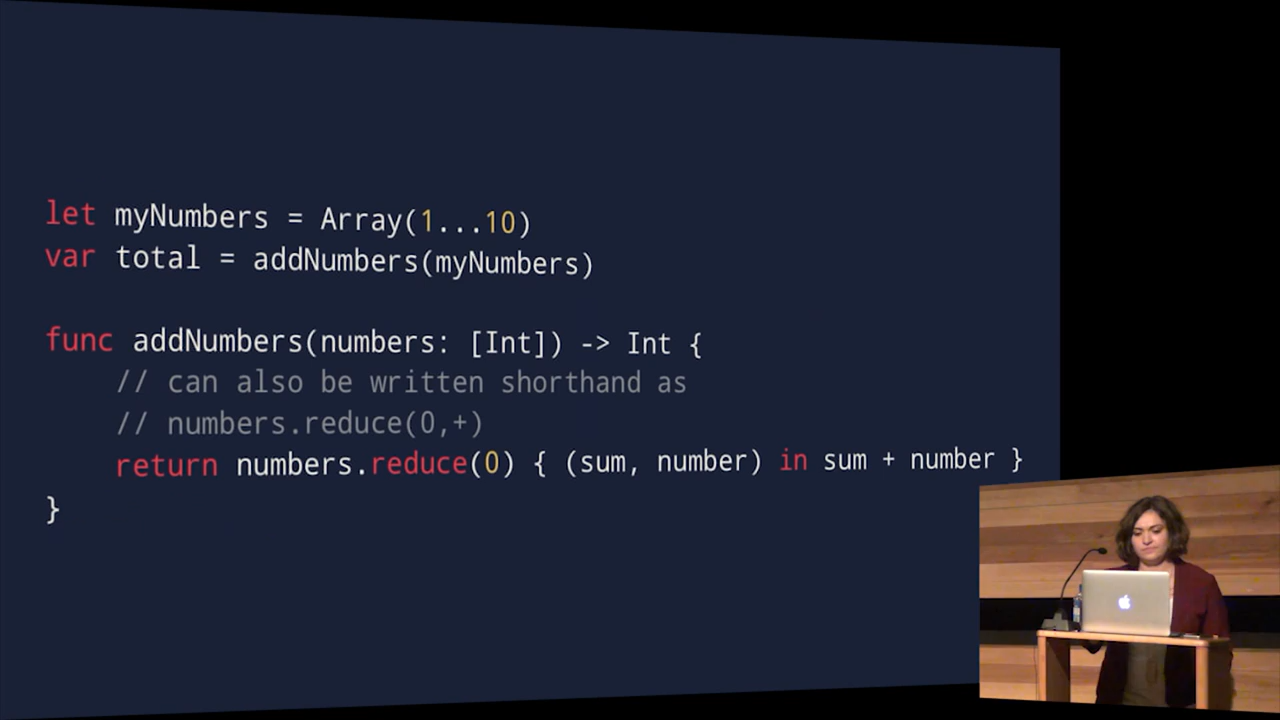 let myNumbers = Array(1...10)
var total = addNumbers(myNumbers)
func addNumbers(numbers: [Int]) -> Int {
// can also be written shorthand as
// numbers.reduce(0,+)
return numbers.reduce(0) { (sum, number) in sum + number }
}